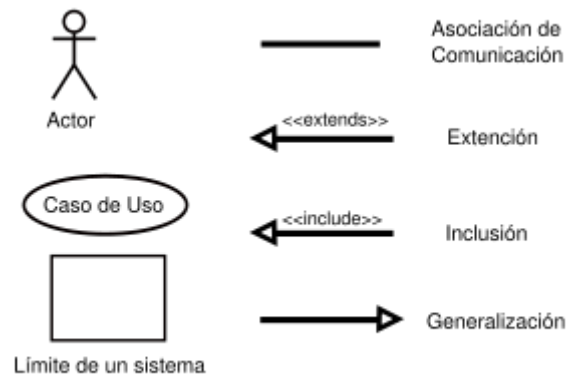 Asociación de
Comunicación
Actor
<<extends>>
Extención
Caso de Uso
<<include>>
Inclusión
Generalización
Límite de un sistema